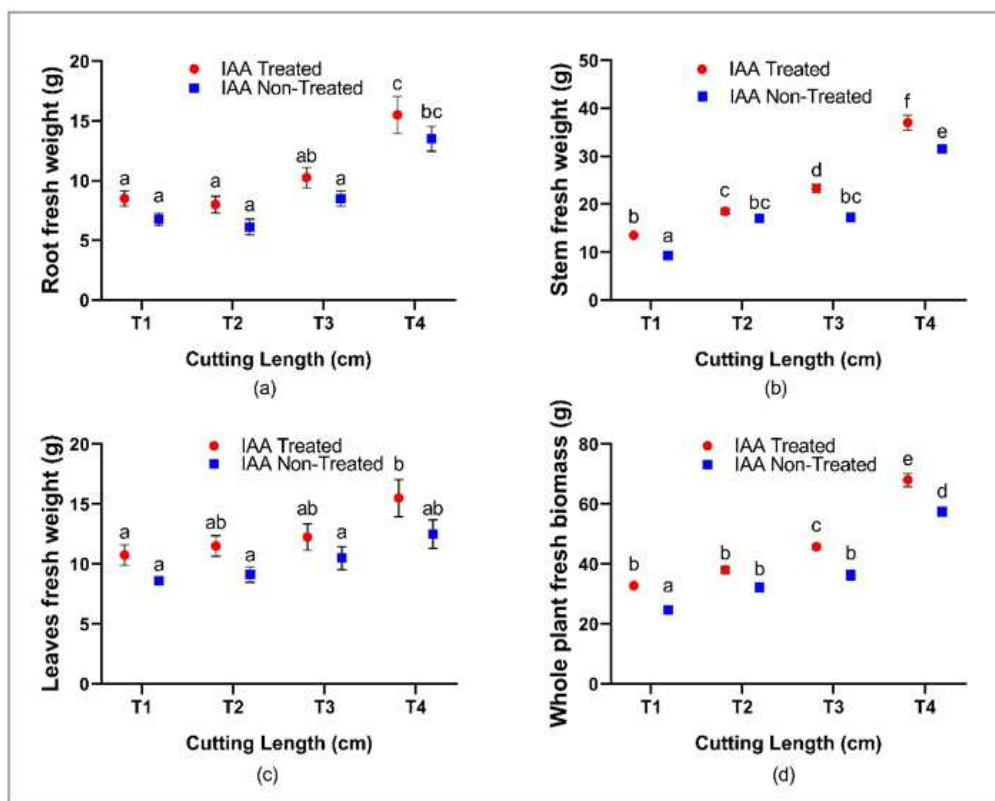 Root fresh weight (g)
20
15
10
5
0
IAA Treated
IAA Non-Treated
a
a
a
a
ab
a
c
bc
T1 T2 T3 T4
Cutting Length (cm)
(a)
Stem fresh weight (g)
50
40
30
20
10
0
IAA Treated
IAA Non-Treated
b
a
c
bc
d
bc
f
e
T1 T2 T3 T4
Cutting Length (cm)
(b)
Leaves fresh weight (g)
20
15
10
5
0
IAA Treated
IAA Non-Treated
a
a
ab
a
ab
a
b
ab
T1 T2 T3 T4
Cutting Length (cm)
(c)
Whole plant fresh biomass (g)
80
60
40
20
0
IAA Treated
IAA Non-Treated
b
a
b
b
c
b
e
d
T1 T2 T3 T4
Cutting Length (cm)
(d)